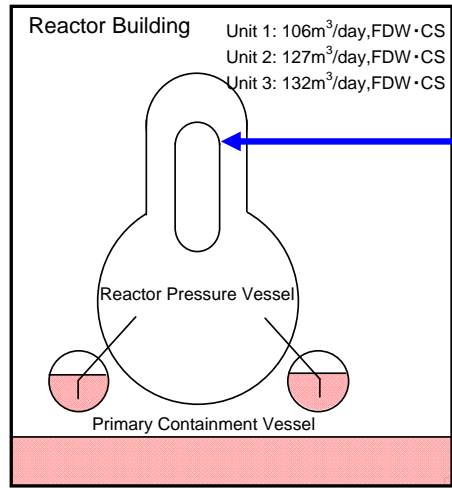 Reactor Building
Unit 1: 106m³/day,FDW・CS
Unit 2: 127m³/day,FDW・CS
Unit 3: 132m³/day,FDW・CS
Reactor Pressure Vessel
Primary Containment Vessel